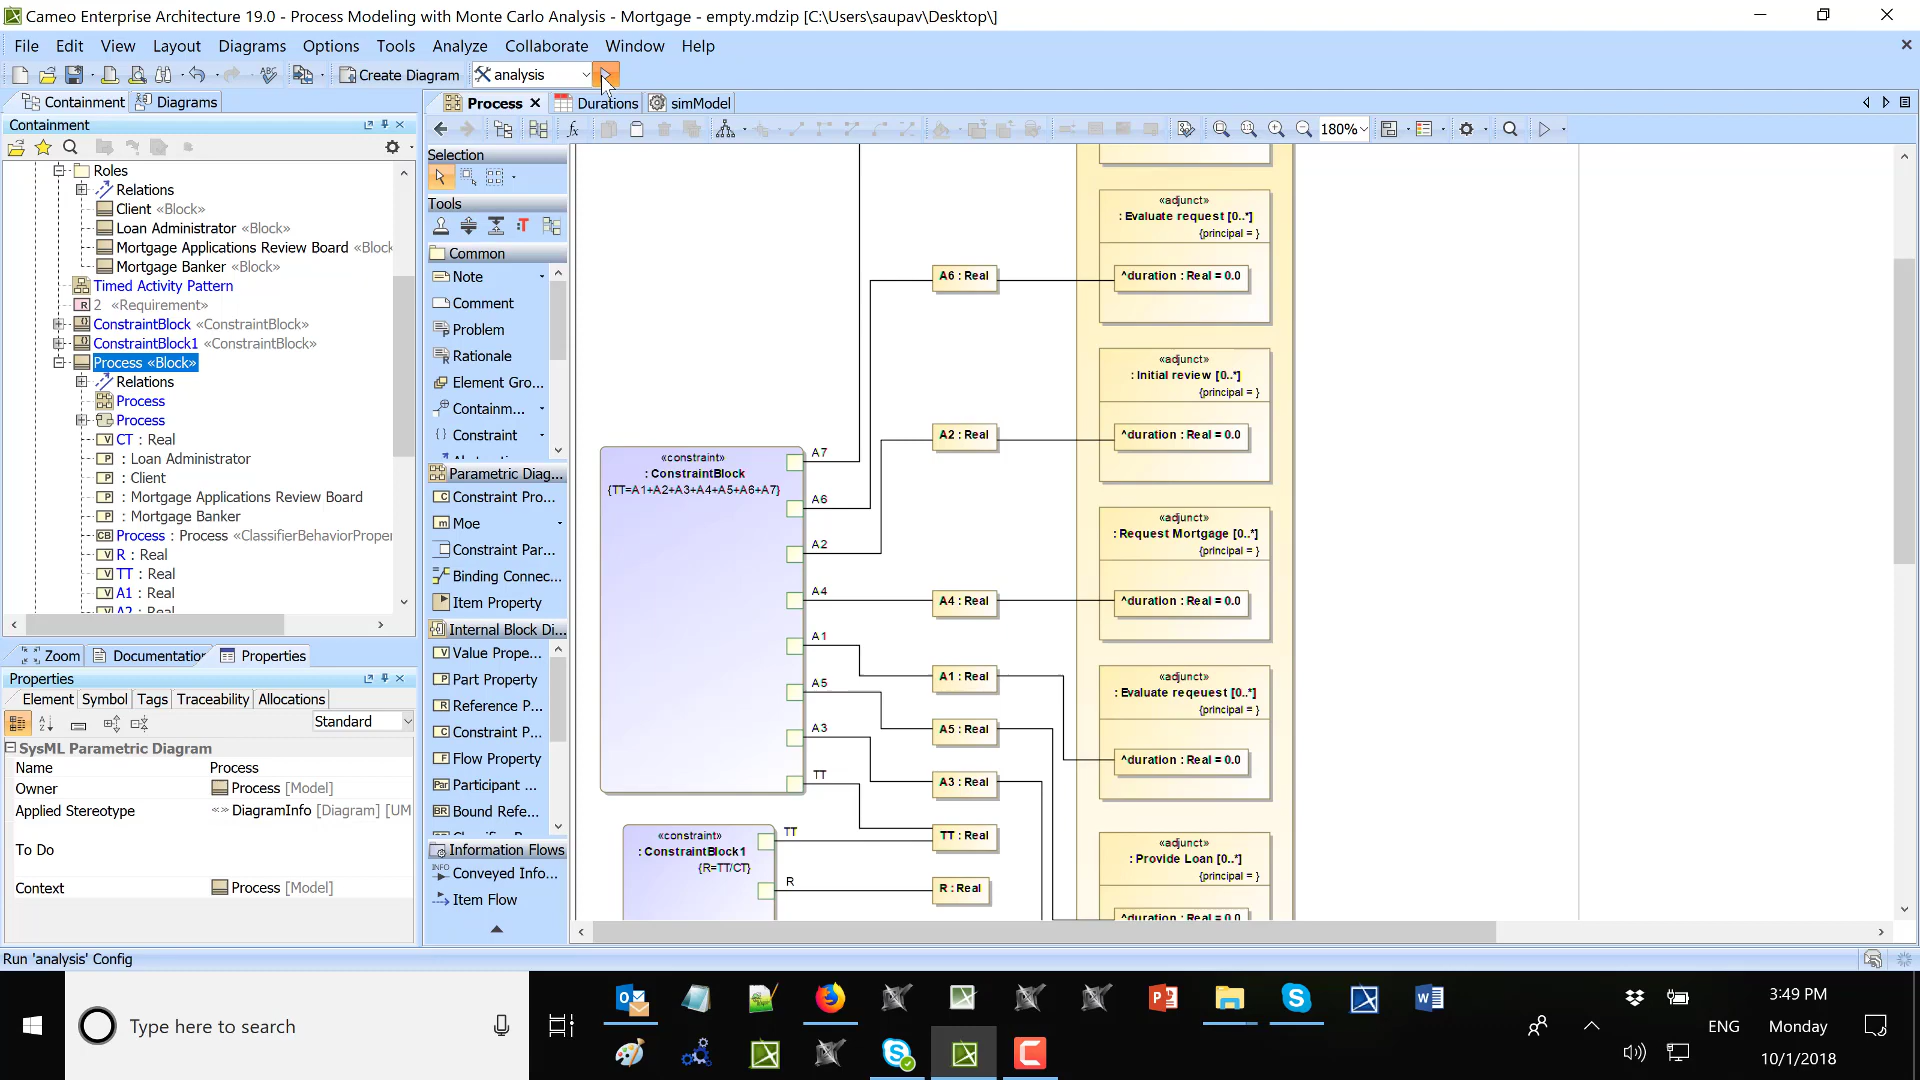 Cameo Enterprise Architecture 19.0 - Process Modeling with Monte Carlo Analysis - Mortgage - empty.mdzip [C:\Users\saupav\Desktop\]
File Edit View Layout Diagrams Options Tools Analyze Collaborate Window Help
Create Diagram analysis
Containment Diagrams
Process Durations simModel
Containment
180%
Roles
Relations
Client «Block»
Loan Administrator «Block»
Mortgage Applications Review Board «Block
Mortgage Banker «Block»
Timed Activity Pattern
R 2 «Requirement»
ConstraintBlock «ConstraintBlock»
ConstraintBlock1 «ConstraintBlock»
Process «Block»
Relations
Process
Process
V CT : Real
P : Loan Administrator
P : Client
P : Mortgage Applications Review Board
P : Mortgage Banker
CB Process : Process «ClassifierBehaviorProper
V R : Real
V TT : Real
V A1 : Real
V A2 : Real
Zoom Documentation Properties
Properties
Element Symbol Tags Traceability Allocations
Standard
SysML Parametric Diagram
Name Process
Owner Process [Model]
Applied Stereotype «» DiagramInfo [Diagram] [UM
To Do
Context Process [Model]
Selection
Tools
Common
Note
Comment
Problem
Rationale
Element Gro...
Containm...
Constraint
Parametric Diag...
Constraint Pro...
Moe
Constraint Par...
Binding Connec...
Item Property
Internal Block Di...
Value Prope...
Part Property
Reference P...
Constraint P...
Flow Property
Participant ...
Bound Refe...
Information Flows
Conveyed Info...
Item Flow
«constraint»
: ConstraintBlock
{TT=A1+A2+A3+A4+A5+A6+A7}
A7
A6
A2
A4
A1
A5
A3
TT
«constraint»
: ConstraintBlock1
{R=TT/CT}
TT
R
A6 : Real
A2 : Real
A4 : Real
A1 : Real
A5 : Real
A3 : Real
TT : Real
R : Real
«adjunct»
: Evaluate request [0..*]
{principal = }
^duration : Real = 0.0
«adjunct»
: Initial review [0..*]
{principal = }
^duration : Real = 0.0
«adjunct»
: Request Mortgage [0..*]
{principal = }
^duration : Real = 0.0
«adjunct»
: Evaluate reqeuest [0..*]
{principal = }
^duration : Real = 0.0
«adjunct»
: Provide Loan [0..*]
{principal = }
^duration : Real = 0.0
Run 'analysis' Config
Type here to search
ENG
3:49 PM
Monday
10/1/2018